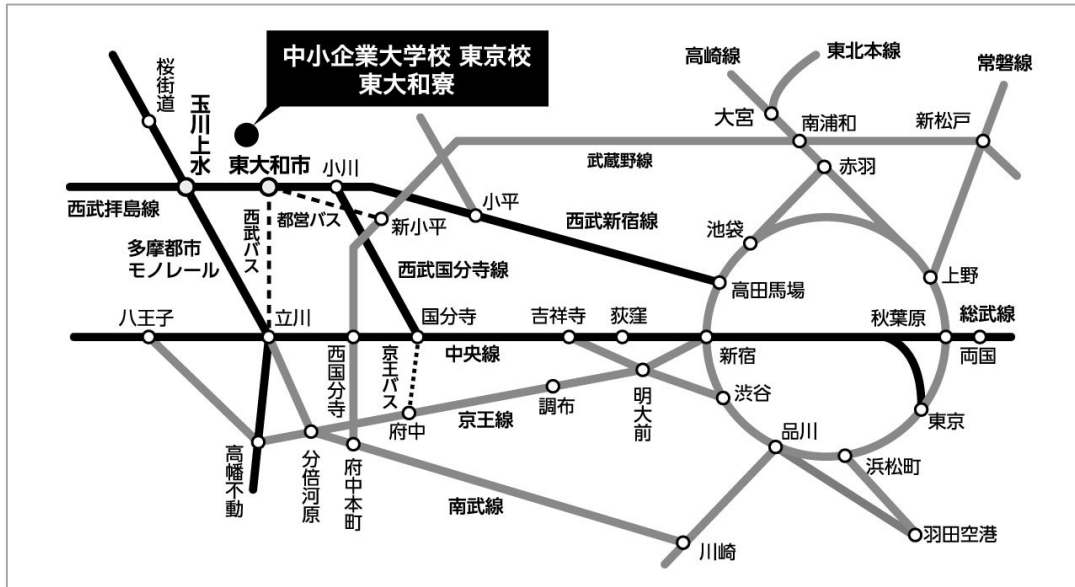 中小企業大学校 東京校
東大和寮
桜街道
玉川上水
東大和市
小川
高崎線
東北本線
常磐線
大宮
南浦和
新松戸
武蔵野線
赤羽
西武拝島線
西武バス
都営バス
新小平
小平
西武新宿線
池袋
多摩都市
モノレール
西武国分寺線
高田馬場
上野
八王子
立川
国分寺
吉祥寺
荻窪
秋葉原
総武線
西国分寺
京王バス
中央線
新宿
両国
府中
京王線
調布
明大前
渋谷
東京
品川
浜松町
高幡不動
分倍河原
府中本町
南武線
川崎
羽田空港